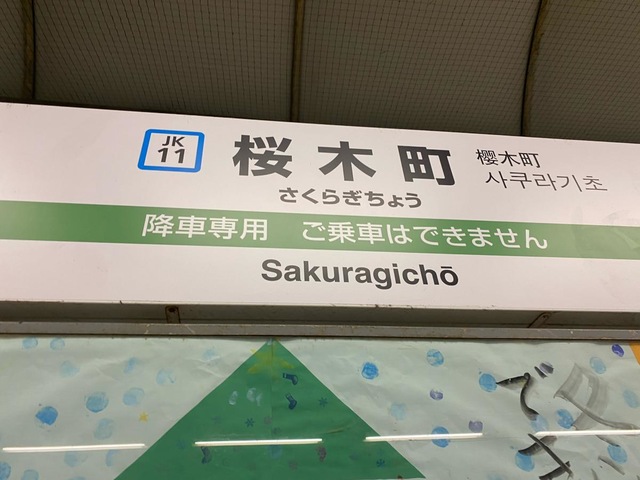 JK
11
桜木町
樱木町
사쿠라기초
さくらぎちょう
降車専用　ご乗車はできません
Sakuragichō